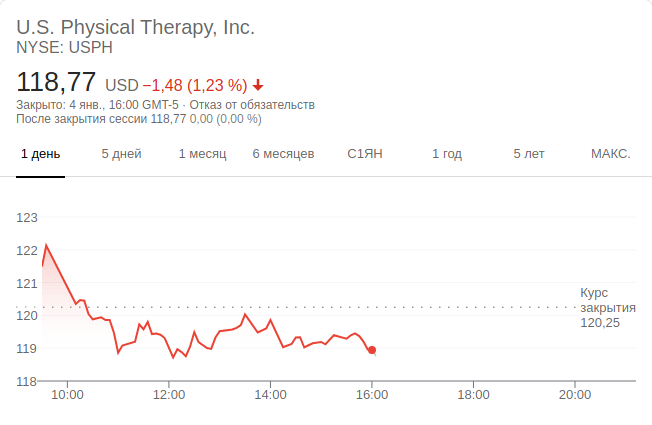 U.S. Physical Therapy, Inc.
NYSE: USPH
118,77 USD −1,48 (1,23 %)
Закрыто: 4 янв., 16:00 GMT-5 · Отказ от обязательств
После закрытия сессии 118,77 0,00 (0,00 %)
1 день 5 дней 1 месяц 6 месяцев С1ЯН 1 год 5 лет МАКС.
123
122
121
120
119
118
Курс
закрытия
120,25
10:00 12:00 14:00 16:00 18:00 20:00